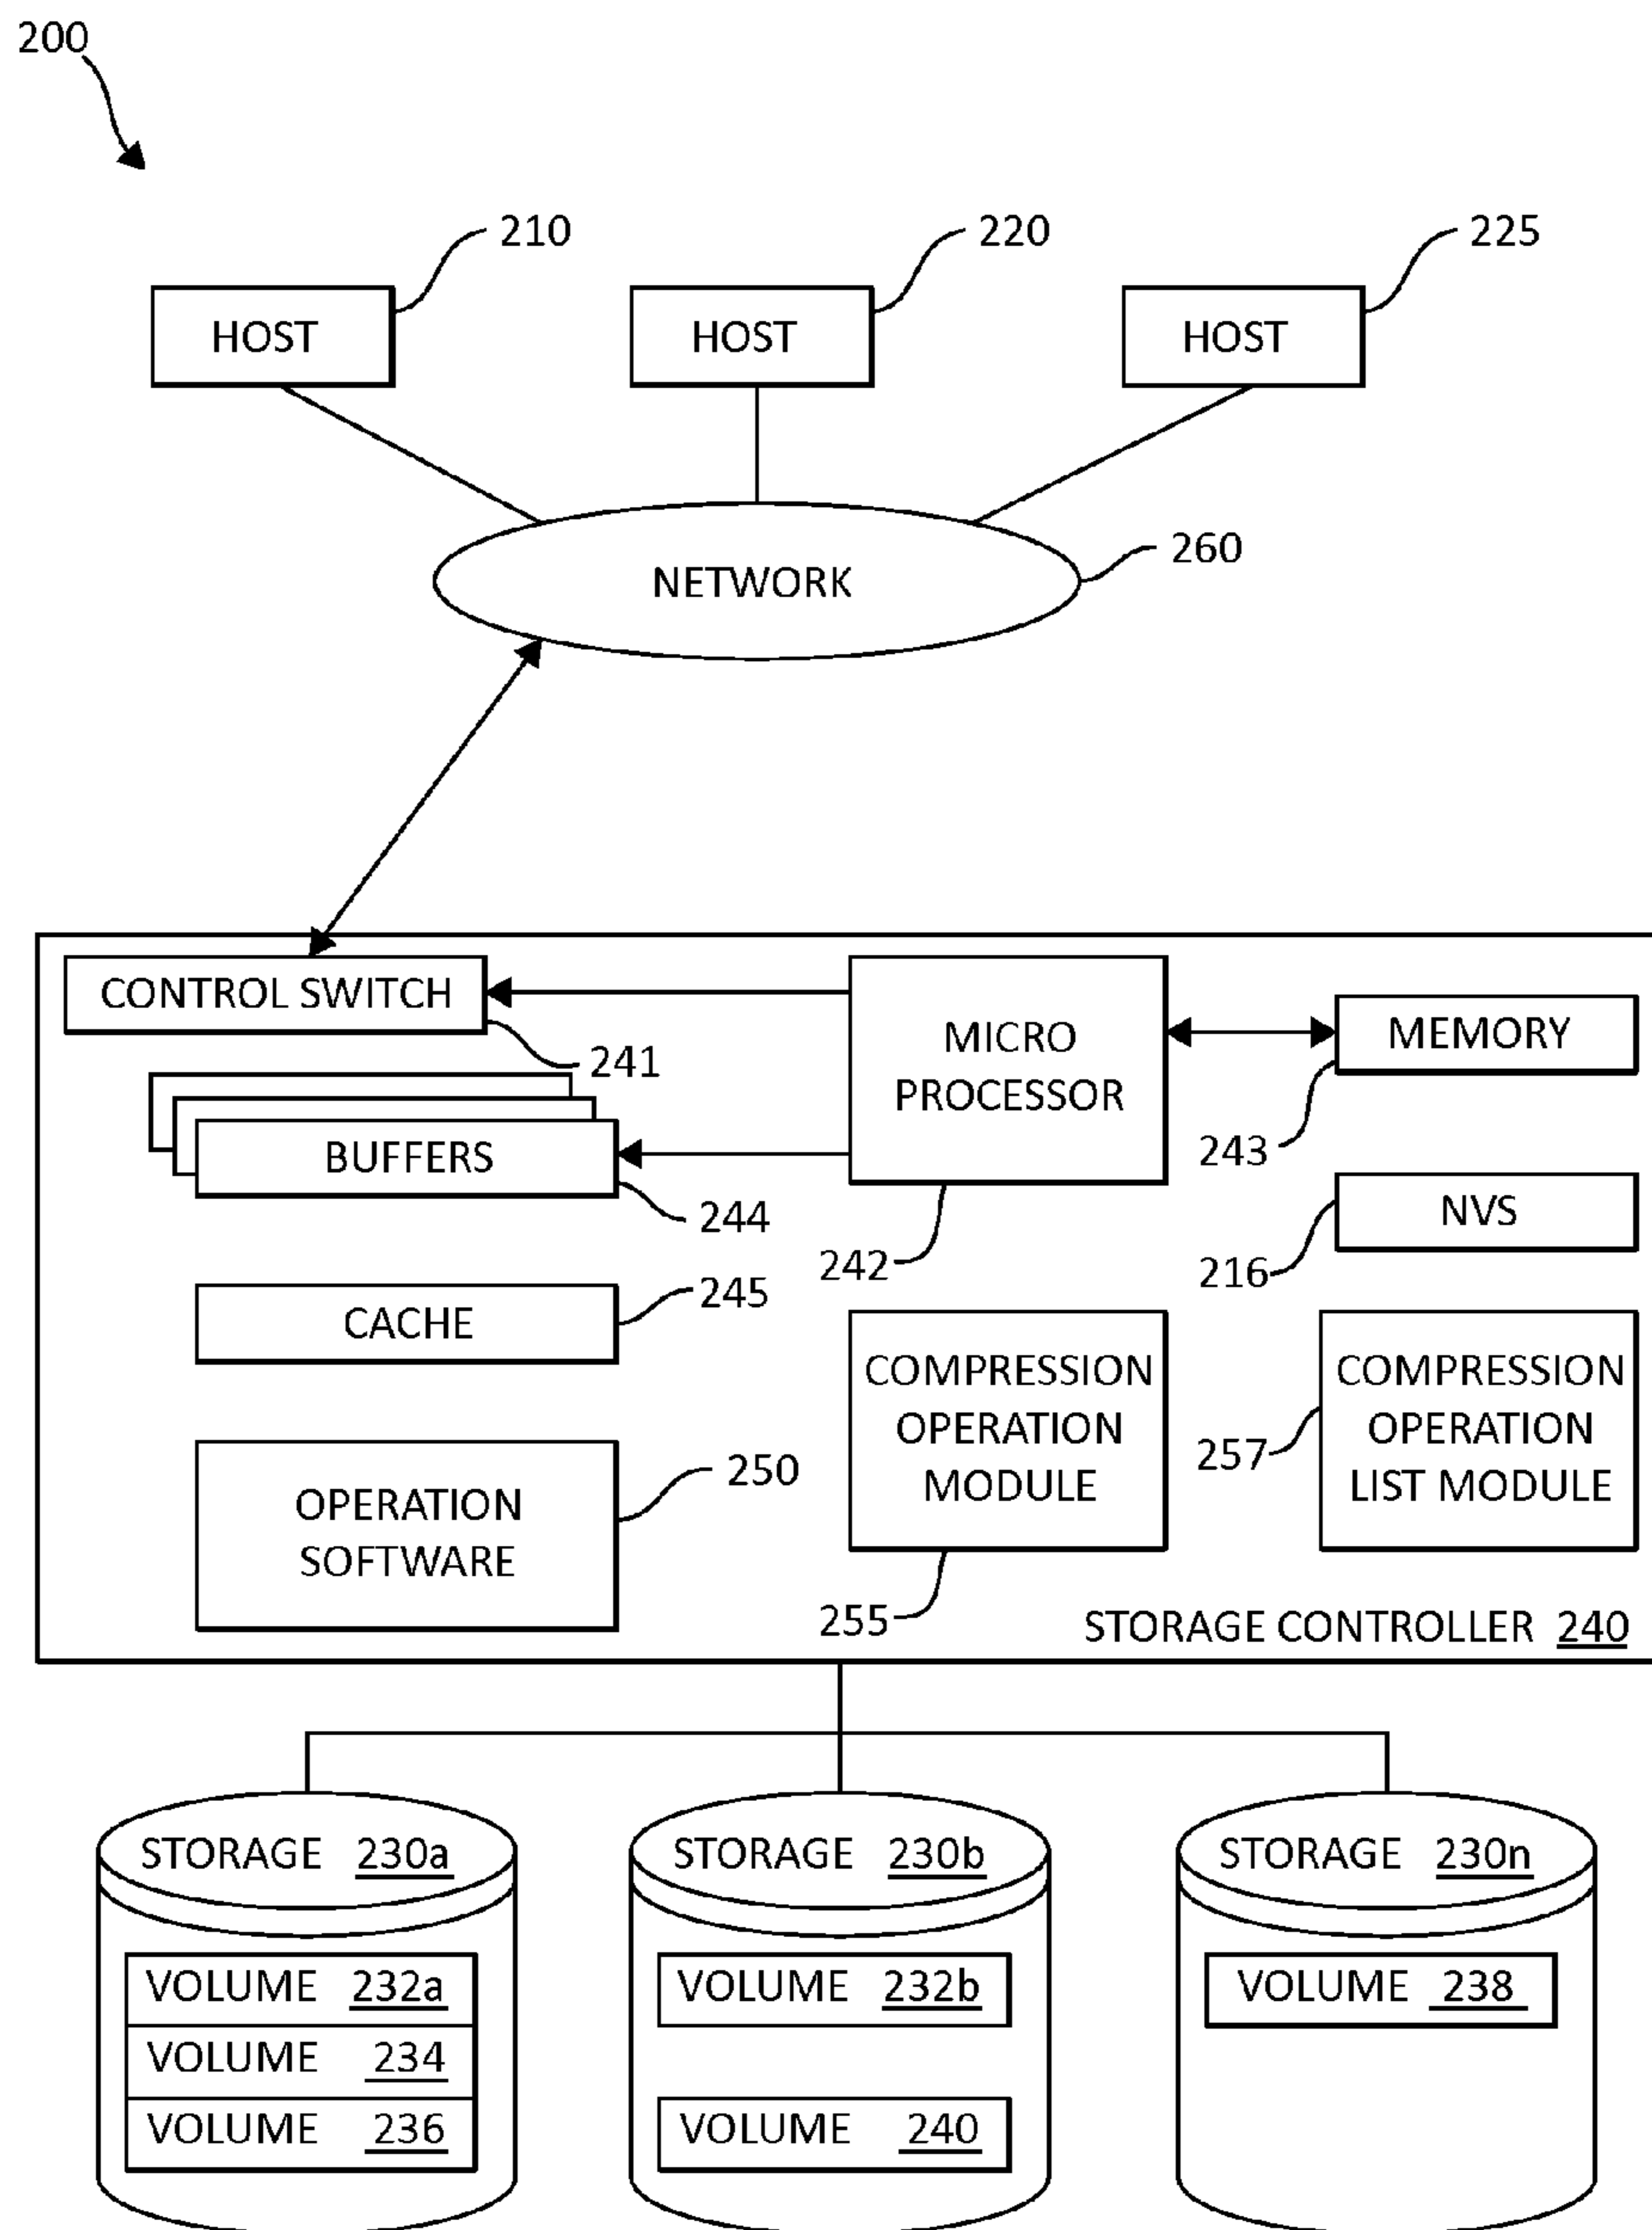 200
210
220
225
HOST
HOST
HOST
260
NETWORK
CONTROL SWITCH
241
MICRO
PROCESSOR
MEMORY
243
BUFFERS
244
242
NVS
216
245
CACHE
COMPRESSION
OPERATION
MODULE
255
COMPRESSION
OPERATION
LIST MODULE
257
250
OPERATION
SOFTWARE
STORAGE CONTROLLER 240
STORAGE 230a
VOLUME 232a
VOLUME 234
VOLUME 236
STORAGE 230b
VOLUME 232b
VOLUME 240
STORAGE 230n
VOLUME 238